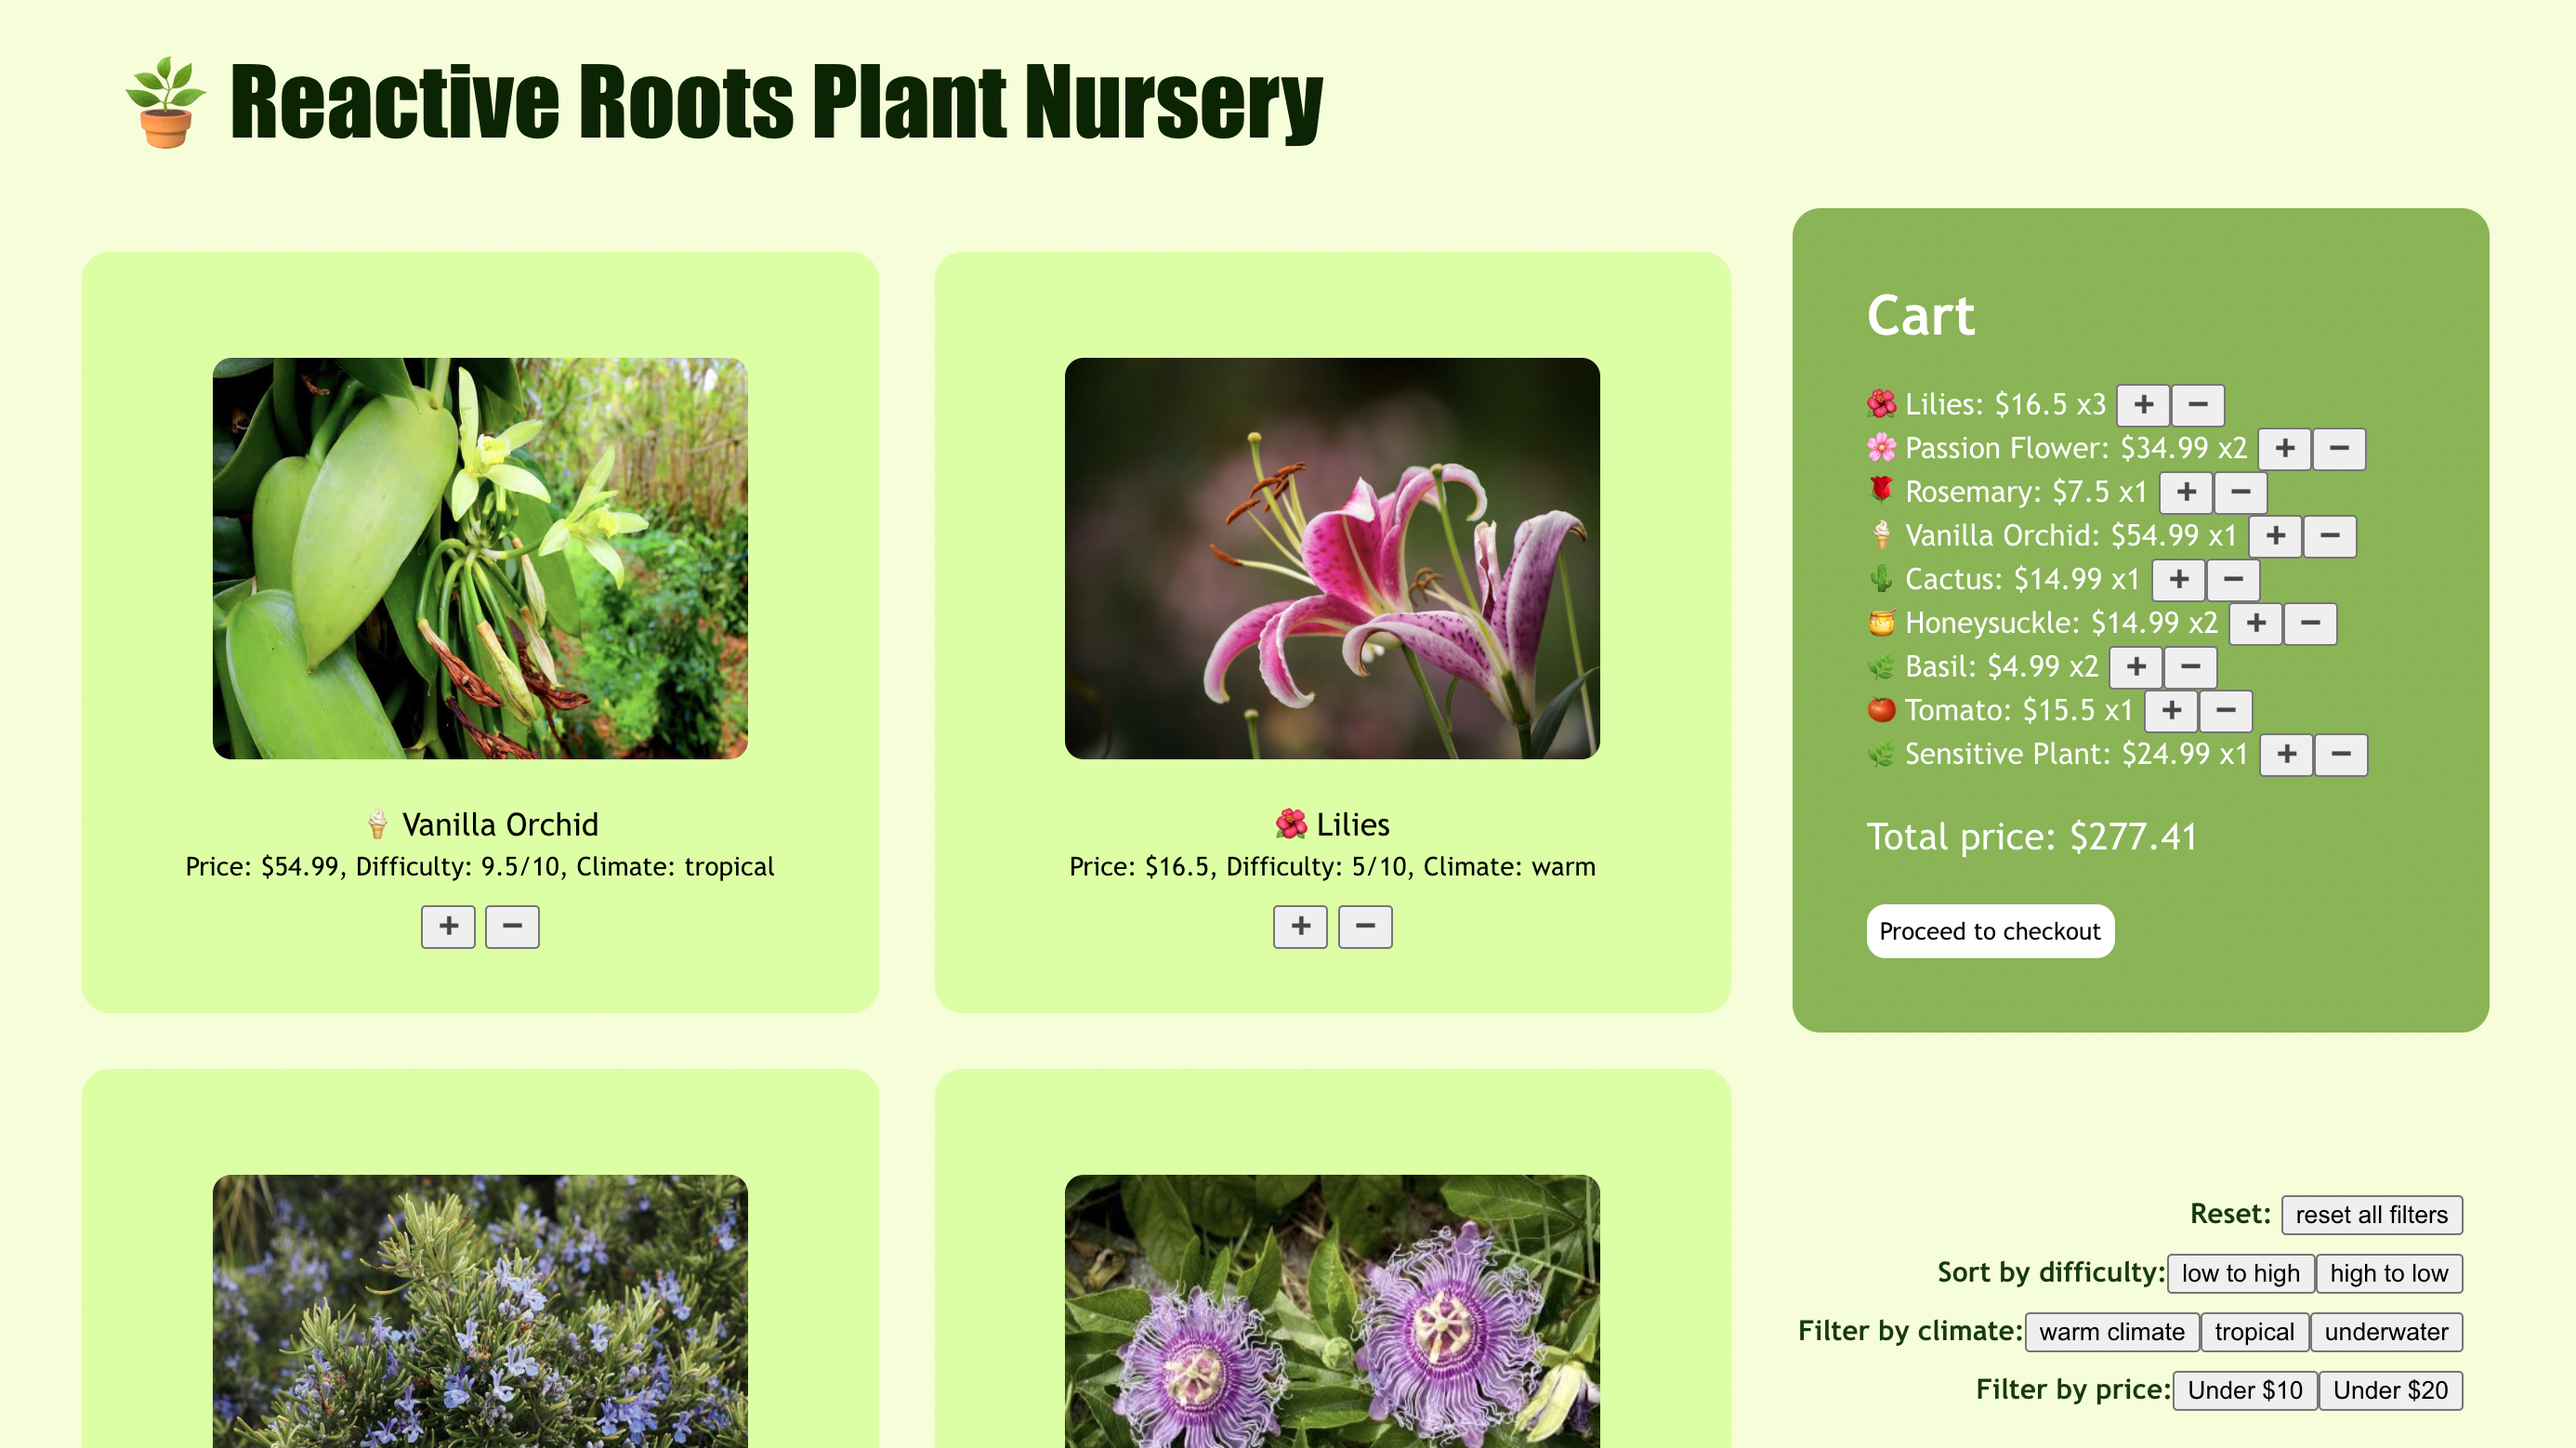 Reactive Roots Plant Nursery
🍦 Vanilla Orchid
Price: $54.99, Difficulty: 9.5/10, Climate: tropical
+ −
🌺 Lilies
Price: $16.5, Difficulty: 5/10, Climate: warm
+ −
Cart
🌺 Lilies: $16.5 x3 + −
🌸 Passion Flower: $34.99 x2 + −
🌹 Rosemary: $7.5 x1 + −
🍦 Vanilla Orchid: $54.99 x1 + −
🌵 Cactus: $14.99 x1 + −
🍯 Honeysuckle: $14.99 x2 + −
🌿 Basil: $4.99 x2 + −
🍅 Tomato: $15.5 x1 + −
🌿 Sensitive Plant: $24.99 x1 + −
Total price: $277.41
Proceed to checkout
Reset: reset all filters
Sort by difficulty: low to high high to low
Filter by climate: warm climate tropical underwater
Filter by price: Under $10 Under $20